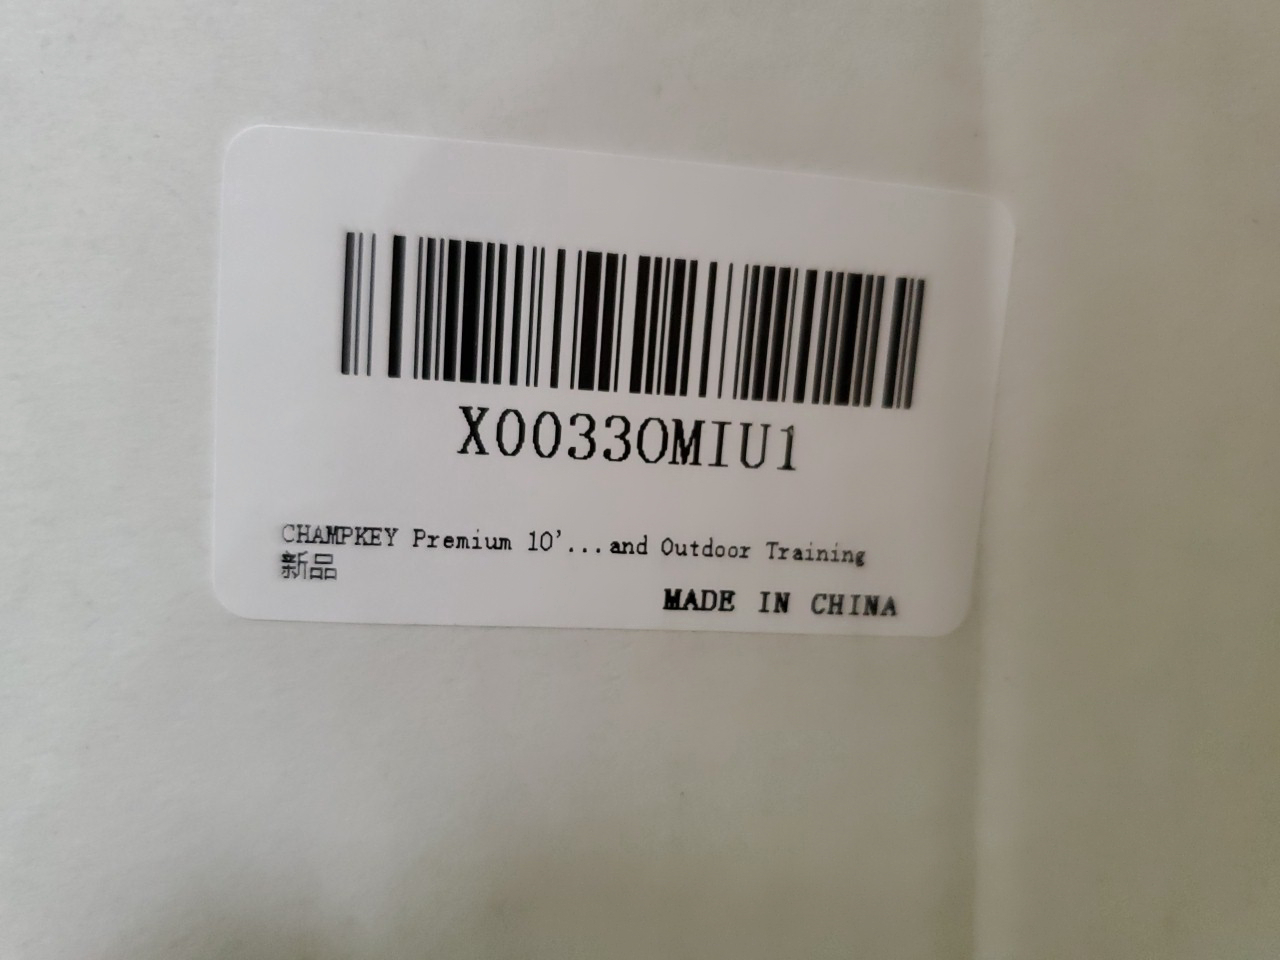 X00330MIU1
CHAMPKEY Premium 10'...and Outdoor Training
新品
MADE IN CHINA